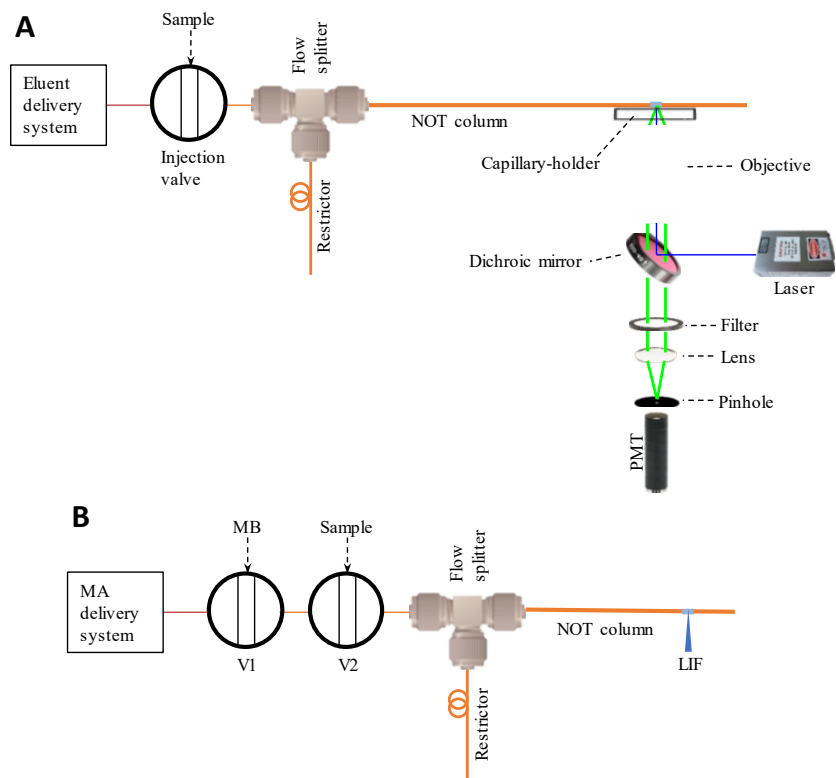 A
Sample
Flow
splitter
Eluent
delivery
system
Injection
valve
Restrictor
NOT column
Capillary-holder
Objective
Dichroic mirror
Laser
Filter
Lens
Pinhole
PMT
B
MB
Sample
Flow
splitter
MA
delivery
system
V1
V2
Restrictor
NOT column
LIF